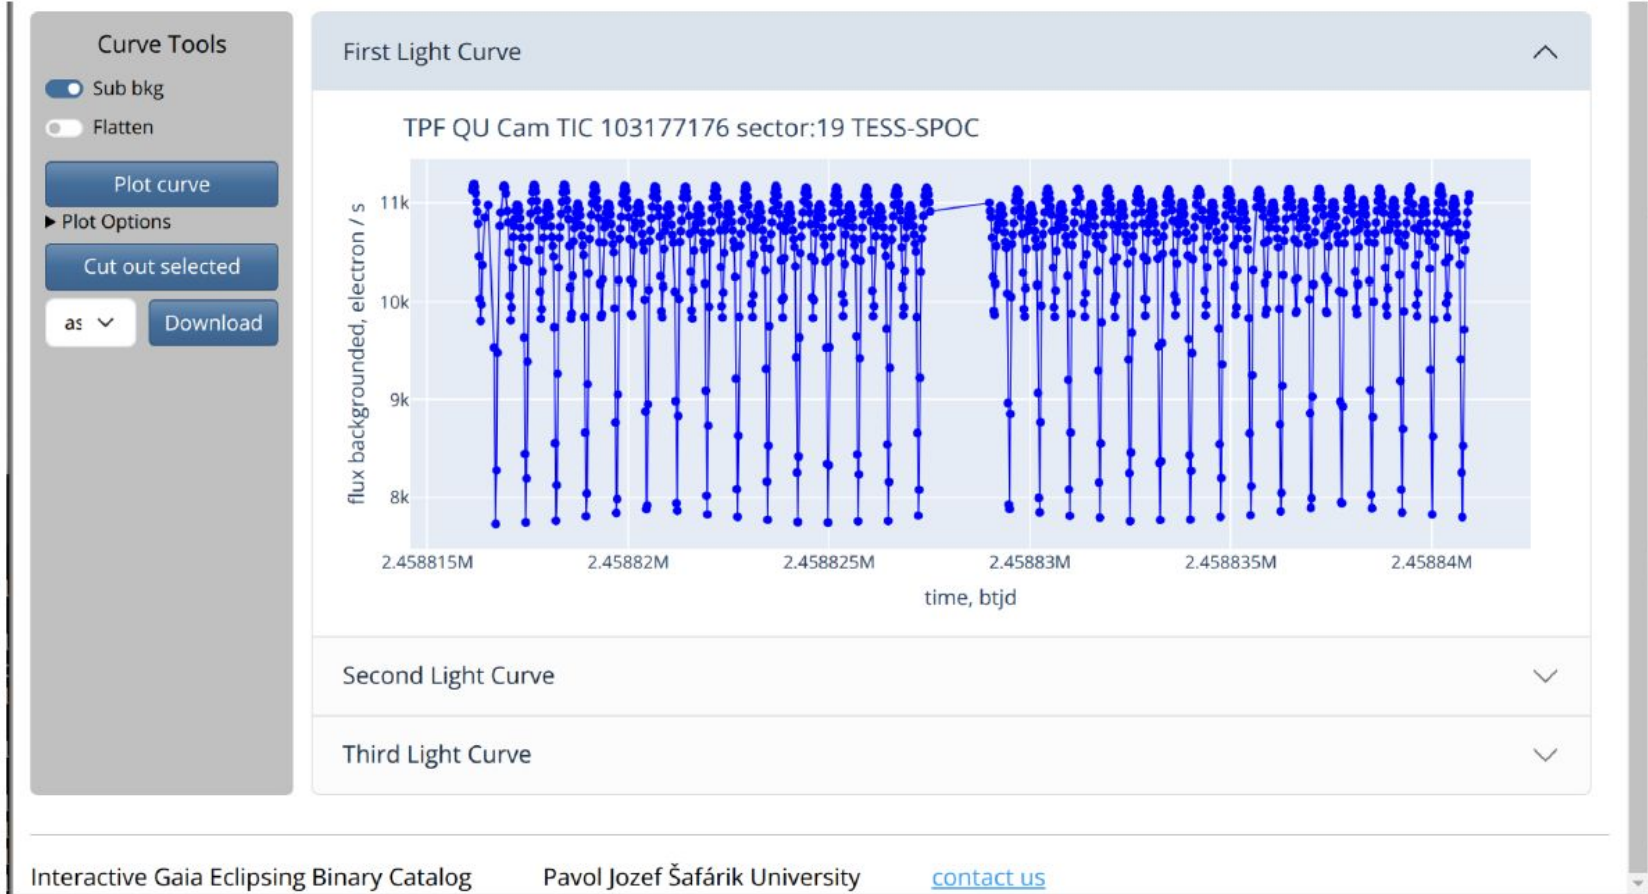 Curve Tools
Sub bkg
Flatten
Plot curve
Plot Options
Cut out selected
as
Download
First Light Curve
TPF QU Cam TIC 103177176 sector:19 TESS-SPOC
flux backgrounded, electron / s
11k
10k
9k
8k
2.458815M 2.45882M 2.458825M 2.45883M 2.458835M 2.45884M
time, btjd
Second Light Curve
Third Light Curve
Interactive Gaia Eclipsing Binary Catalog Pavol Jozef Šafárik University contact us